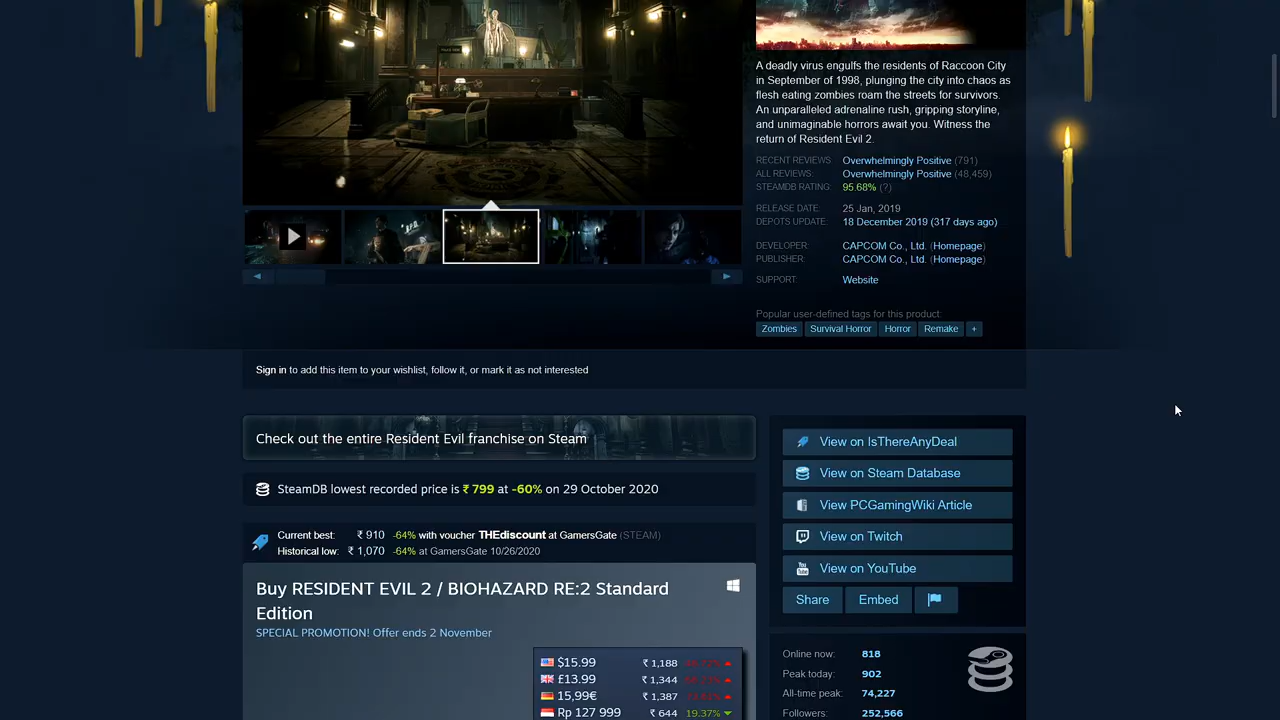 A deadly virus engulfs the residents of Raccoon City
in September of 1998, plunging the city into chaos as
flesh eating zombies roam the streets for survivors.
An unparalleled adrenaline rush, gripping storyline,
and unimaginable horrors await you. Witness the
return of Resident Evil 2.
RECENT REVIEWS: Overwhelmingly Positive (791)
ALL REVIEWS: Overwhelmingly Positive (48,459)
STEAMDB RATING: 95.68% (?)
RELEASE DATE: 25 Jan, 2019
DEPOTS UPDATE: 18 December 2019 (317 days ago)
DEVELOPER: CAPCOM Co., Ltd. (Homepage)
PUBLISHER: CAPCOM Co., Ltd. (Homepage)
SUPPORT: Website
Popular user-defined tags for this product:
Zombies Survival Horror Horror Remake +
Sign in to add this item to your wishlist, follow it, or mark it as not interested
Check out the entire Resident Evil franchise on Steam
SteamDB lowest recorded price is ₹ 799 at -60% on 29 October 2020
Current best: ₹ 910 -64% with voucher THEdiscount at GamersGate (STEAM)
Historical low: ₹ 1,070 -64% at GamersGate 10/26/2020
Buy RESIDENT EVIL 2 / BIOHAZARD RE:2 Standard
Edition
SPECIAL PROMOTION! Offer ends 2 November
$15.99 ₹ 1,188
£13.99 ₹ 1,344
15,99€ ₹ 1,387
Rp 127 999 ₹ 644 19.37%
View on IsThereAnyDeal
View on Steam Database
View PCGamingWiki Article
View on Twitch
View on YouTube
Share Embed
Online now: 818
Peak today: 902
All-time peak: 74,227
Followers: 252,566